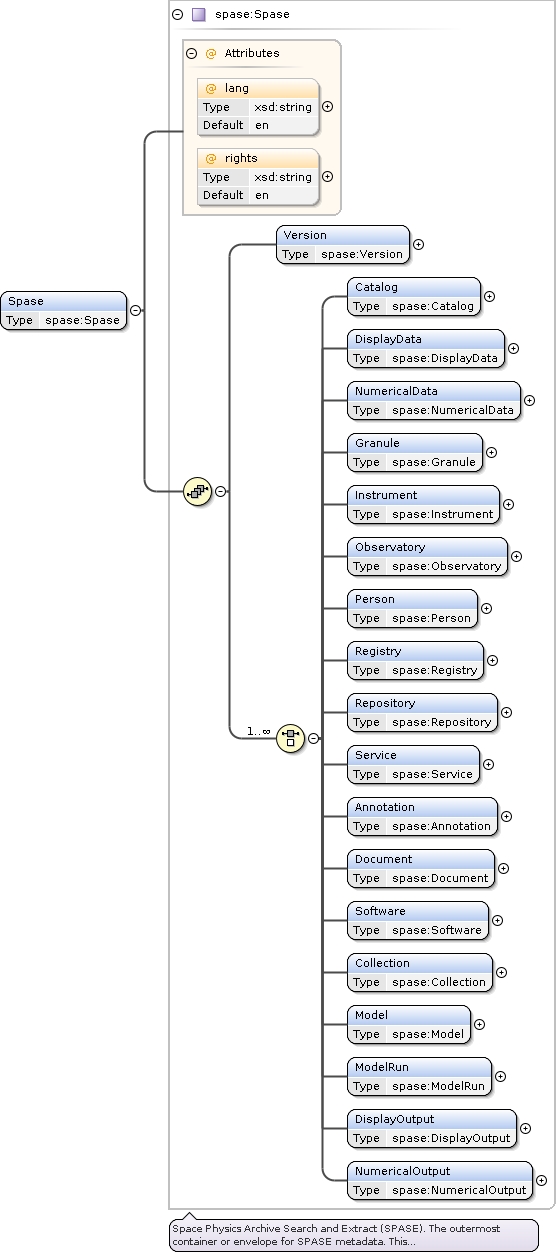 spase:Spase
@ Attributes
@ lang
Type xsd:string
Default en
@ rights
Type xsd:string
Default en
Version
Type spase:Version
Spase
Type spase:Spase
Catalog
Type spase:Catalog
DisplayData
Type spase:DisplayData
NumericalData
Type spase:NumericalData
Granule
Type spase:Granule
Instrument
Type spase:Instrument
Observatory
Type spase:Observatory
Person
Type spase:Person
Registry
Type spase:Registry
Repository
Type spase:Repository
1..∞
Service
Type spase:Service
Annotation
Type spase:Annotation
Document
Type spase:Document
Software
Type spase:Software
Collection
Type spase:Collection
Model
Type spase:Model
ModelRun
Type spase:ModelRun
DisplayOutput
Type spase:DisplayOutput
NumericalOutput
Type spase:NumericalOutput
Space Physics Archive Search and Extract (SPASE). The outermost
container or envelope for SPASE metadata. This...